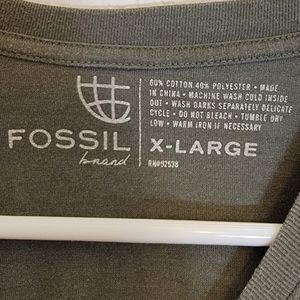 60% COTTON 40% POLYESTER • MADE
IN CHINA • MACHINE WASH COLD INSIDE
OUT • WASH DARKS SEPARATELY DELICATE
CYCLE • DO NOT BLEACH • TUMBLE DRY
LOW • WARM IRON IF NECESSARY
FOSSIL
brand
X-LARGE
RN#92538